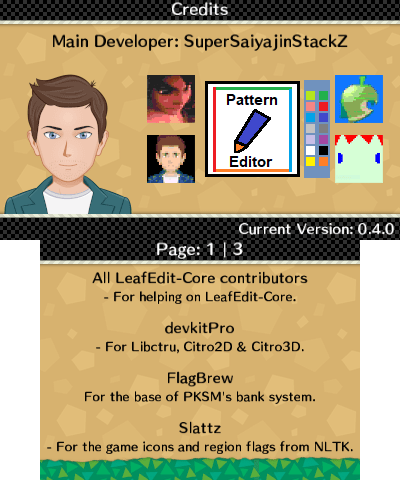 Credits
Main Developer: SuperSaiyajinStackZ
Pattern
Editor
Current Version: 0.4.0
Page: 1 | 3
All LeafEdit-Core contributors
- For helping on LeafEdit-Core.
devkitPro
- For Libctru, Citro2D & Citro3D.
FlagBrew
For the base of PKSM's bank system.
Slattz
- For the game icons and region flags from NLTK.